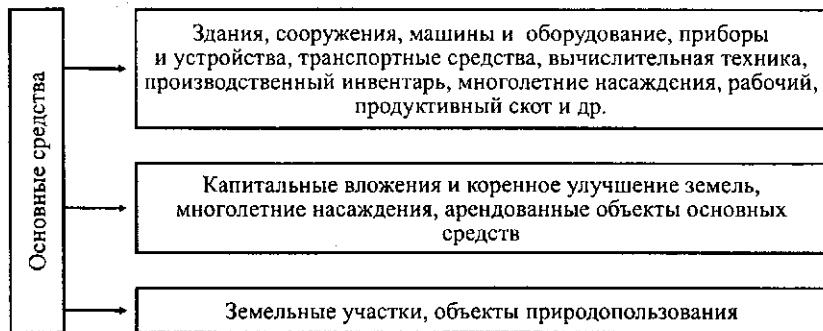 Основные средства
Здания, сооружения, машины и оборудование, приборы
и устройства, транспортные средства, вычислительная техника,
производственный инвентарь, многолетние насаждения, рабочий,
продуктивный скот и др.
Капитальные вложения и коренное улучшение земель,
многолетние насаждения, арендованные объекты основных
средств
Земельные участки, объекты природопользования